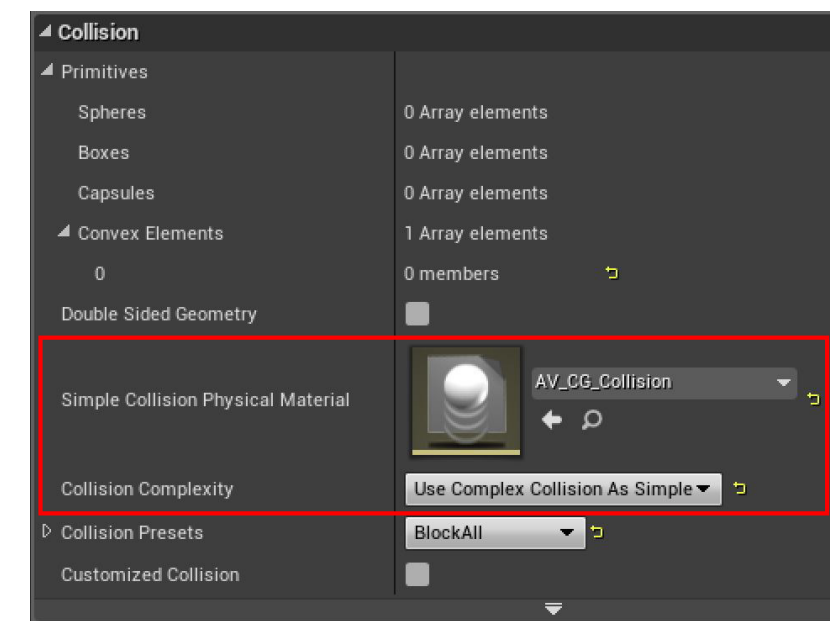 Collision
Primitives
Spheres 0 Array elements
Boxes 0 Array elements
Capsules 0 Array elements
Convex Elements 1 Array elements
0 0 members
Double Sided Geometry
Simple Collision Physical Material AV_CG_Collision
Collision Complexity Use Complex Collision As Simple
Collision Presets BlockAll
Customized Collision